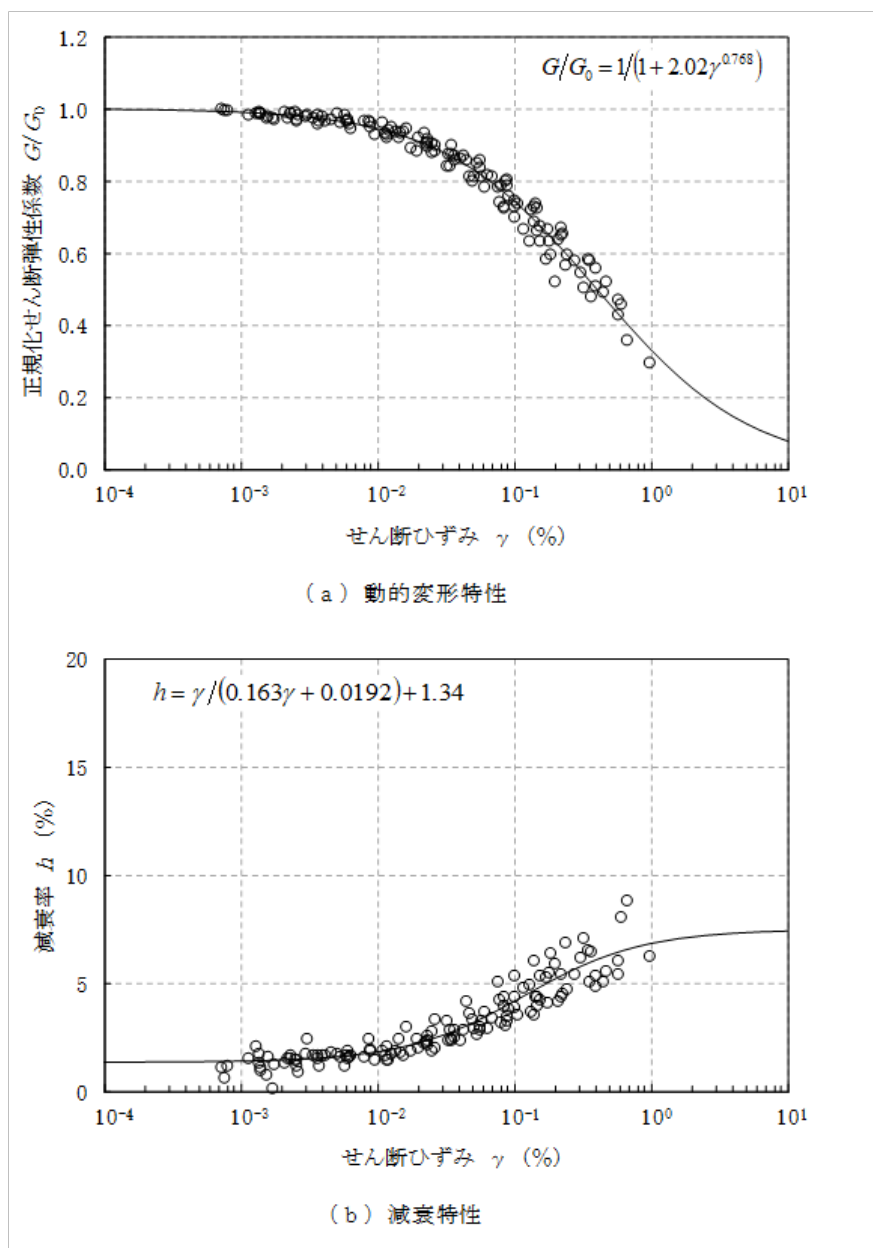 G/G₀=1/(1+2.02γ^0.768)
1.2
1.0
0.8
0.6
0.4
0.2
0.0
正規化せん断弾性係数 G/G₀
10⁻⁴ 10⁻³ 10⁻² 10⁻¹ 10⁰ 10¹
せん断ひずみ γ (%)
(a) 動的変形特性
h=γ/(0.163γ+0.0192)+1.34
20
15
10
5
0
減衰率 h (%)
10⁻⁴ 10⁻³ 10⁻² 10⁻¹ 10⁰ 10¹
せん断ひずみ γ (%)
(b) 減衰特性